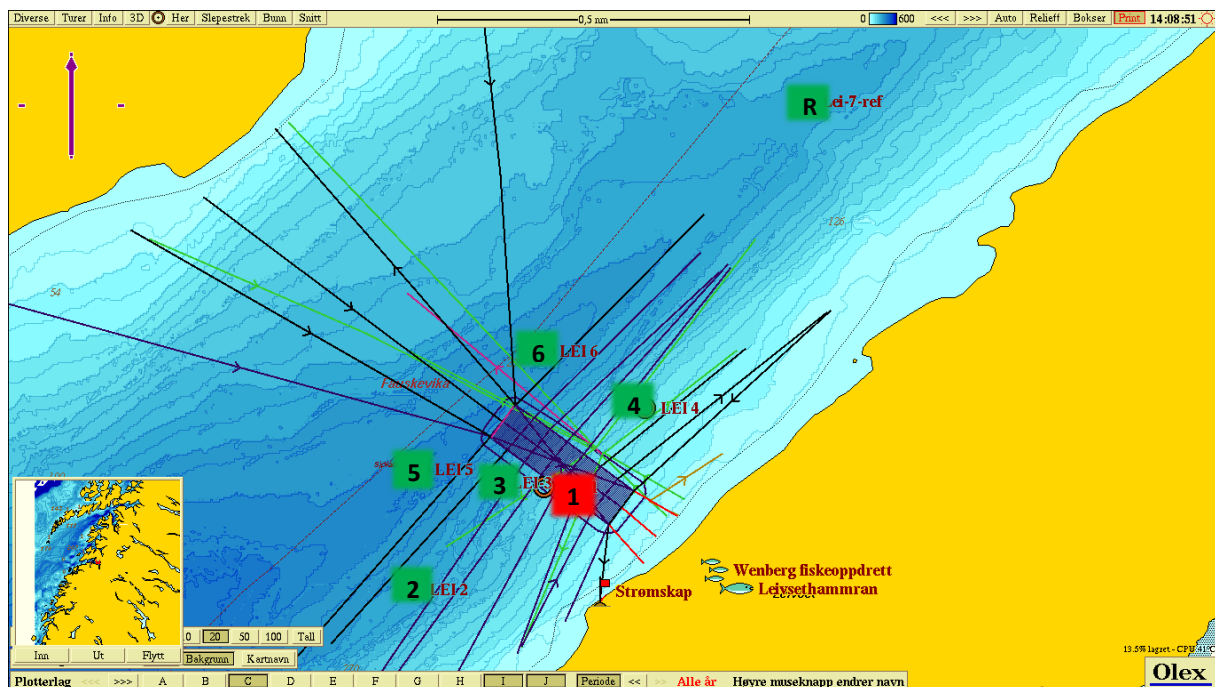 Diverse Turer Info 3D Her Slepestrek Bunn Snitt 0,5 nm 0 600 <<< >>> Auto Relieff Bokser Print 14:08:51
R Lei-7-ref
126
54
6 LEI 6
Fauskevika
4 LEI 4
5 LEI 5
3 LEI 3
1
2 LEI 2
Wenberg fiskeoppdrett
Strømskap
Leivsethammran
0 20 50 100 Tall
Inn Ut Flytt
Bakgrunn Kartnavn
13.5% lagret - CPU 41°C
Olex
Plotterlag <<< >>> A B C D E F G H I J Periode << >> Alle år Høyre museknapp endrer navn